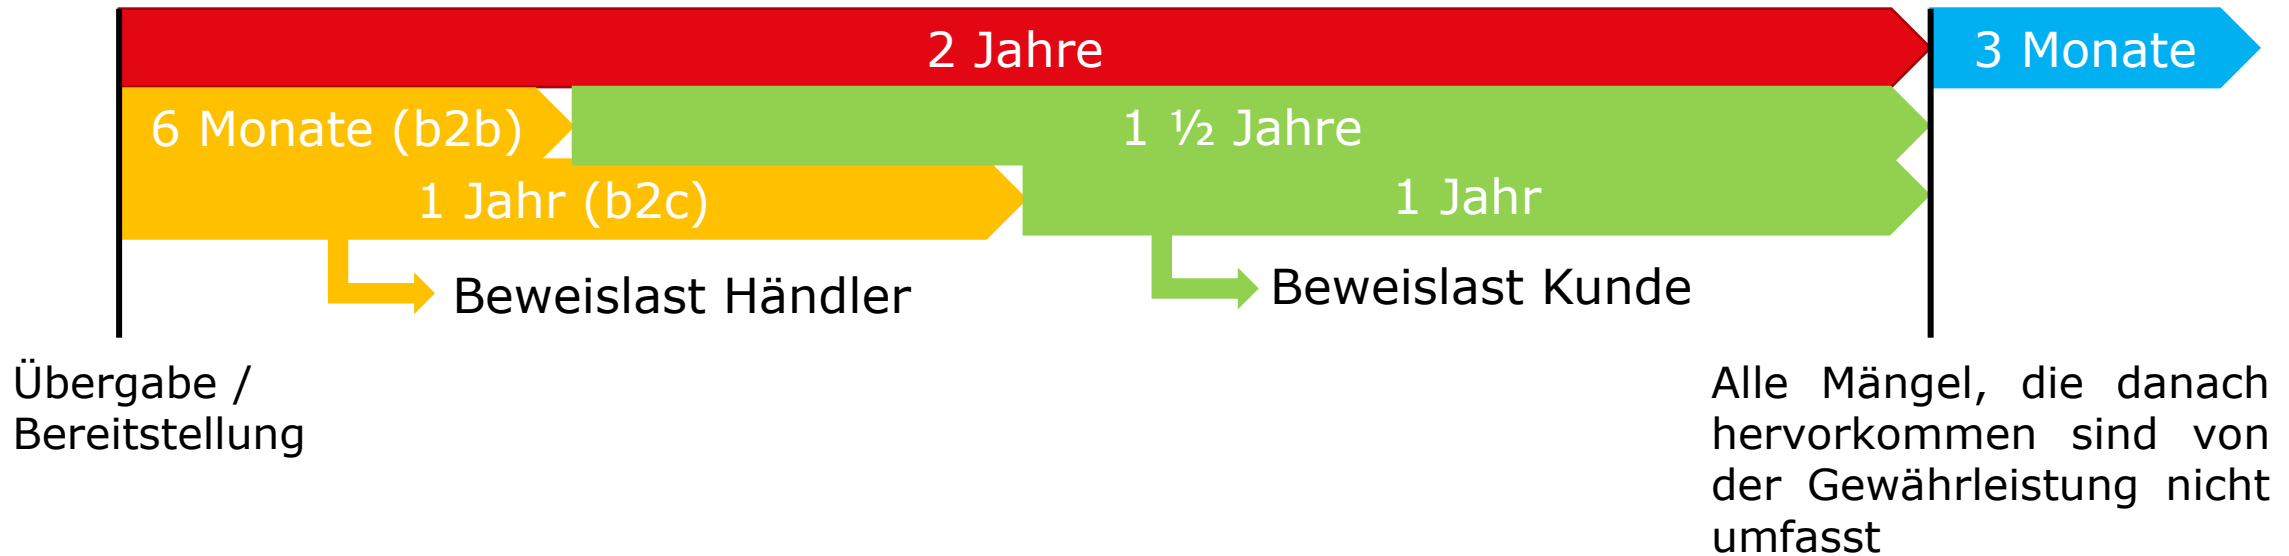 2 Jahre
3 Monate
6 Monate (b2b)
1 ½ Jahre
1 Jahr (b2c)
1 Jahr
Beweislast Händler
Beweislast Kunde
Übergabe /
Bereitstellung
Alle Mängel, die danach
hervorkommen sind von
der Gewährleistung nicht
umfasst